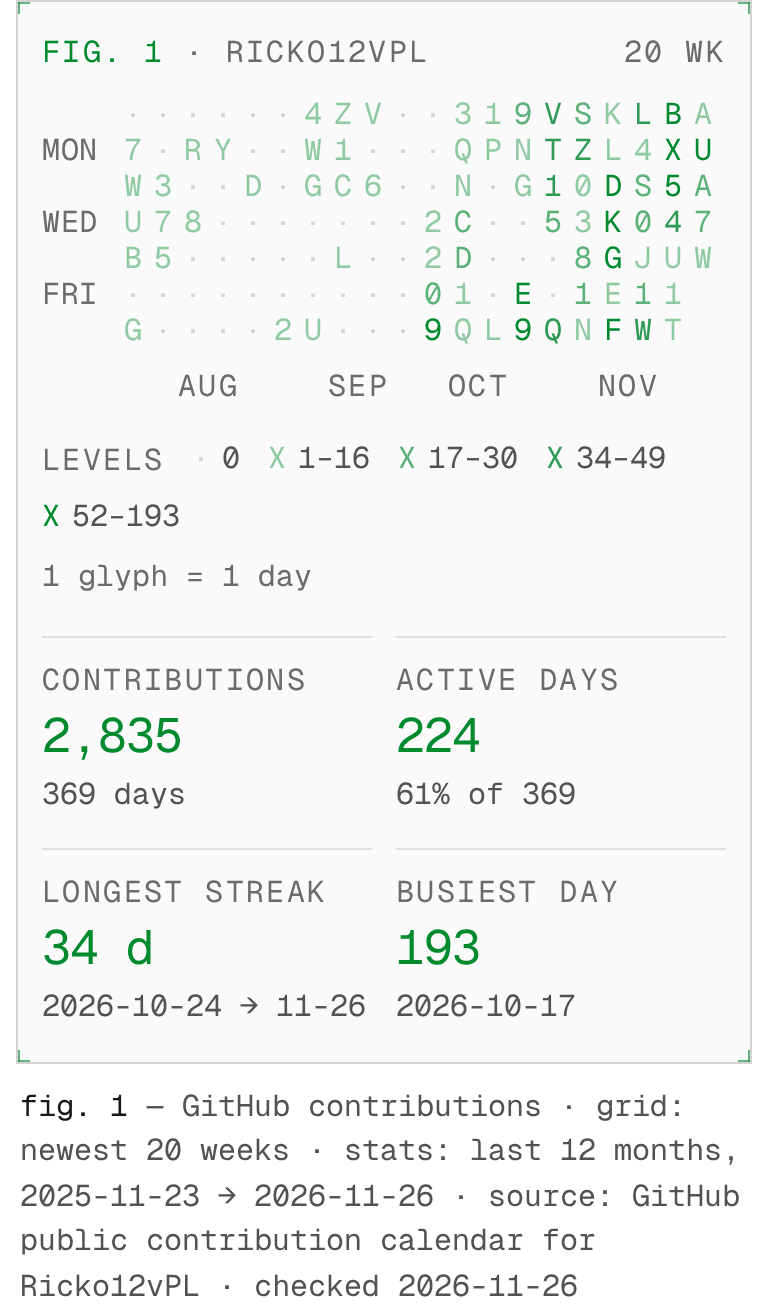 FIG. 1 · RICKO12VPL 20 WK
· · · · · · 4 Z V · · 3 1 9 V S K L B A
MON 7 · R Y · · W 1 · · · Q P N T Z L 4 X U
W 3 · · D · G C 6 · · N · G 1 0 D S 5 A
WED U 7 8 · · · · · · · 2 C · · 5 3 K 0 4 7
B 5 · · · · · L · · 2 D · · · 8 G J U W
FRI · · · · · · · · · · 0 1 · E · 1 E 1 1
G · · · · 2 U · · · 9 Q L 9 Q N F W T
AUG SEP OCT NOV
LEVELS · 0 X 1–16 X 17–30 X 34–49
X 52–193
1 glyph = 1 day
CONTRIBUTIONS ACTIVE DAYS
2,835 224
369 days 61% of 369
LONGEST STREAK BUSIEST DAY
34 d 193
2026-10-24 → 11-26 2026-10-17
fig. 1 — GitHub contributions · grid:
newest 20 weeks · stats: last 12 months,
2025-11-23 → 2026-11-26 · source: GitHub
public contribution calendar for
Ricko12vPL · checked 2026-11-26